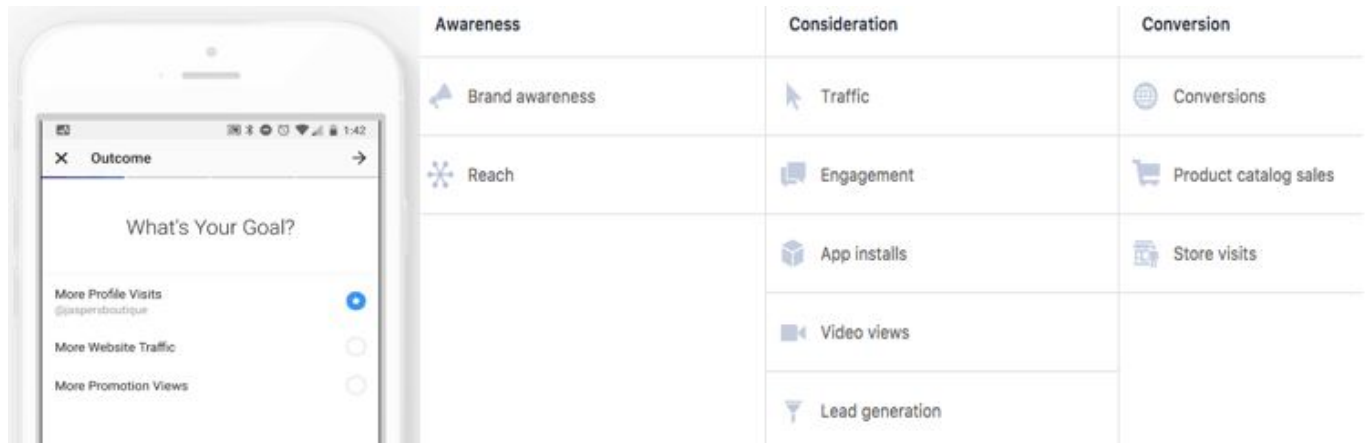 1:42
Outcome
What's Your Goal?
More Profile Visits
@jaspersboutique
More Website Traffic
More Promotion Views
Awareness
Brand awareness
Reach
Consideration
Traffic
Engagement
App installs
Video views
Lead generation
Conversion
Conversions
Product catalog sales
Store visits